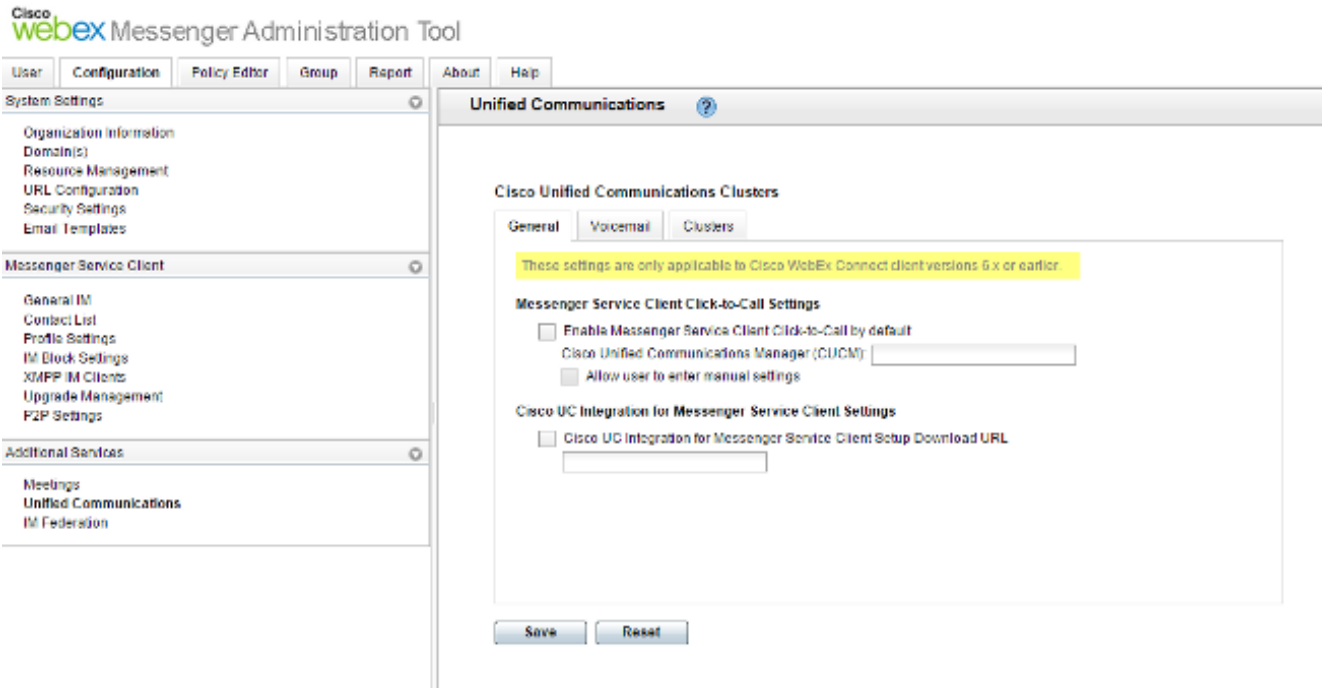 Cisco
webex Messenger Administration Tool
User Configuration Policy Editor Group Report About Help
System Settings
Organization Information
Domain(s)
Resource Management
URL Configuration
Security Settings
Email Templates
Messenger Service Client
General IM
Contact List
Profile Settings
IM Block Settings
XMPP IM Clients
Upgrade Management
P2P Settings
Additional Services
Meetings
Unified Communications
IM Federation
Unified Communications ?
Cisco Unified Communications Clusters
General Voicemail Clusters
These settings are only applicable to Cisco WebEx Connect client versions 6.x or earlier.
Messenger Service Client Click-to-Call Settings
Enable Messenger Service Client Click-to-Call by default
Cisco Unified Communications Manager (CUCM):
Allow user to enter manual settings
Cisco UC Integration for Messenger Service Client Settings
Cisco UC Integration for Messenger Service Client Setup Download URL
Save Reset